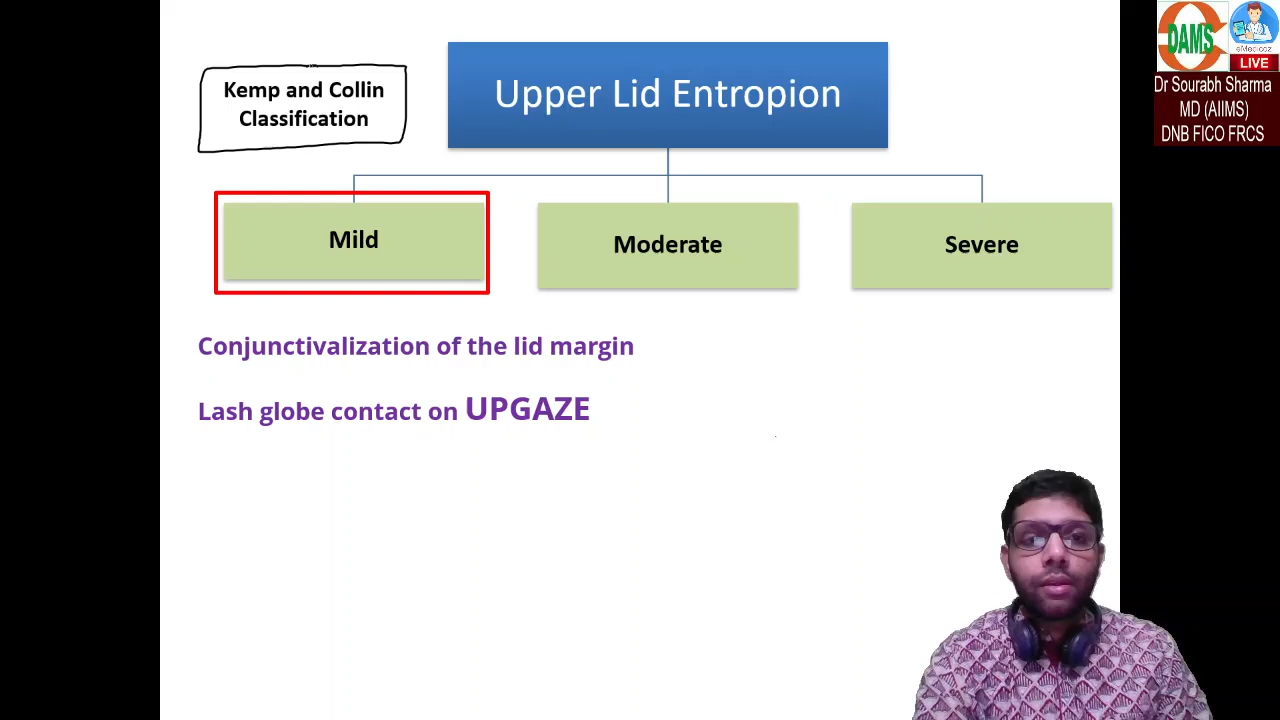 Kemp and Collin
Classification
Upper Lid Entropion
Mild
Moderate
Severe
Conjunctivalization of the lid margin
Lash globe contact on UPGAZE
DAMS
eMedicoz
LIVE
Dr Sourabh Sharma
MD (AIIMS)
DNB FICO FRCS